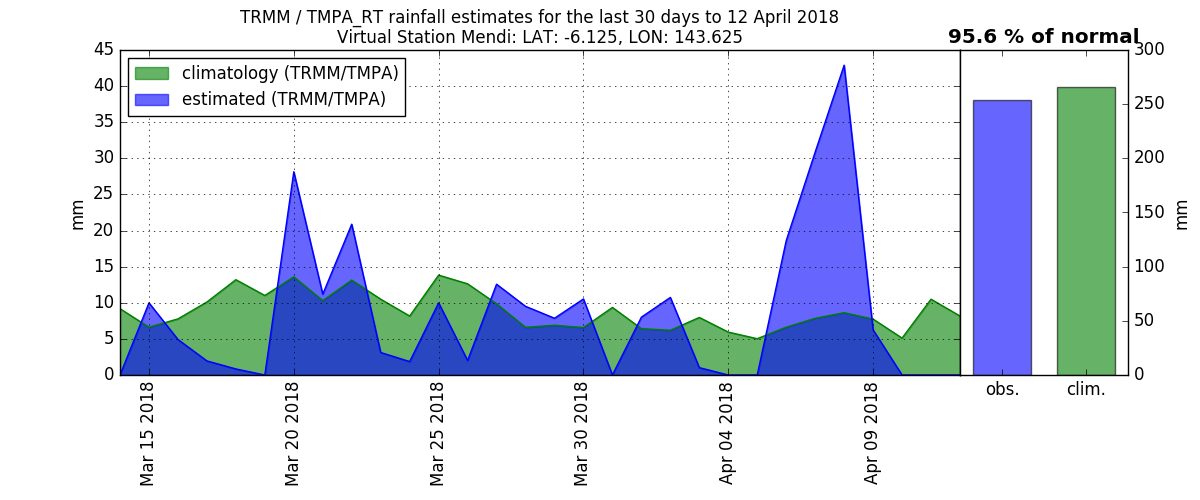 TRMM / TMPA_RT rainfall estimates for the last 30 days to 12 April 2018
Virtual Station Mendi: LAT: -6.125, LON: 143.625
95.6 % of normal
climatology (TRMM/TMPA)
estimated (TRMM/TMPA)
mm
45
40
35
30
25
20
15
10
5
0
Mar 15 2018
Mar 20 2018
Mar 25 2018
Mar 30 2018
Apr 04 2018
Apr 09 2018
300
250
200
150
100
50
0
mm
obs.
clim.